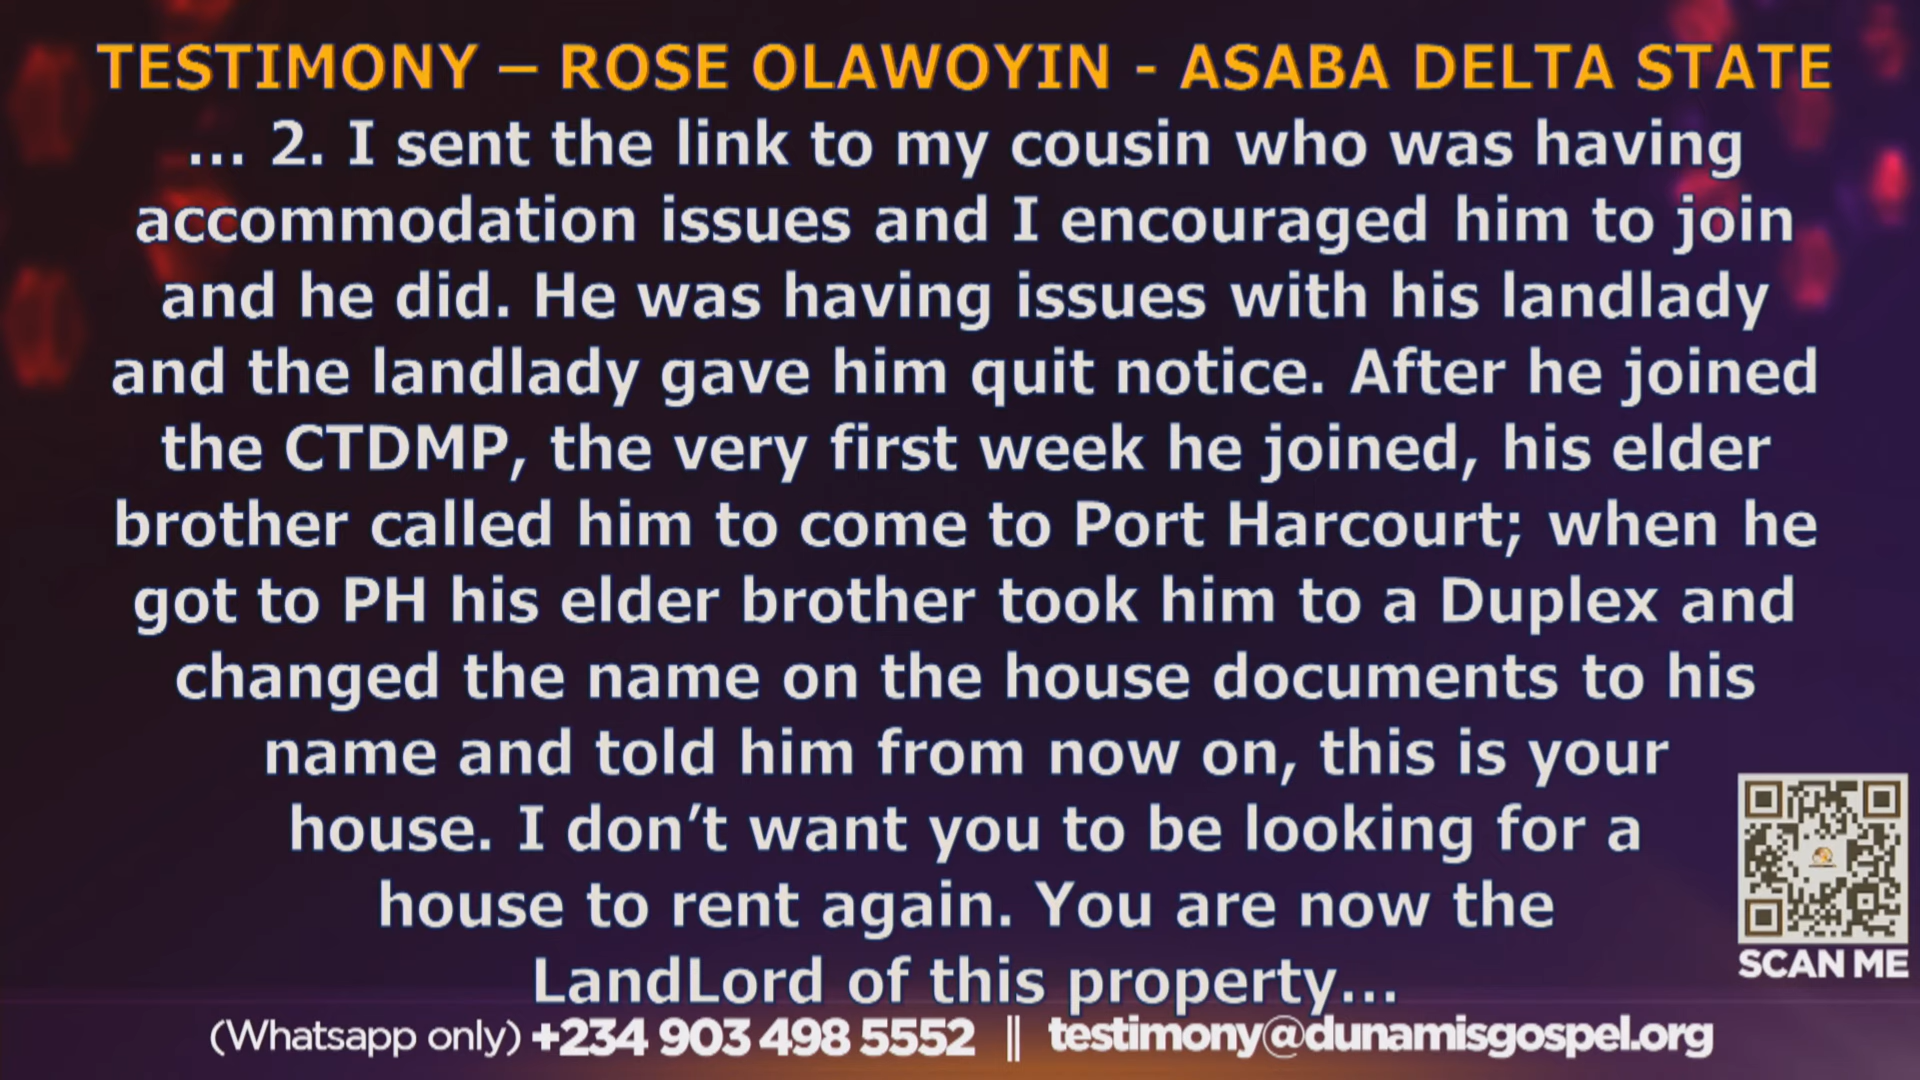 TESTIMONY – ROSE OLAWOYIN - ASABA DELTA STATE
... 2. I sent the link to my cousin who was having
accommodation issues and I encouraged him to join
and he did. He was having issues with his landlady
and the landlady gave him quit notice. After he joined
the CTDMP, the very first week he joined, his elder
brother called him to come to Port Harcourt; when he
got to PH his elder brother took him to a Duplex and
changed the name on the house documents to his
name and told him from now on, this is your
house. I don’t want you to be looking for a
house to rent again. You are now the
LandLord of this property...
SCAN ME
(Whatsapp only) +234 903 498 5552 || testimony@dunamisgospel.org